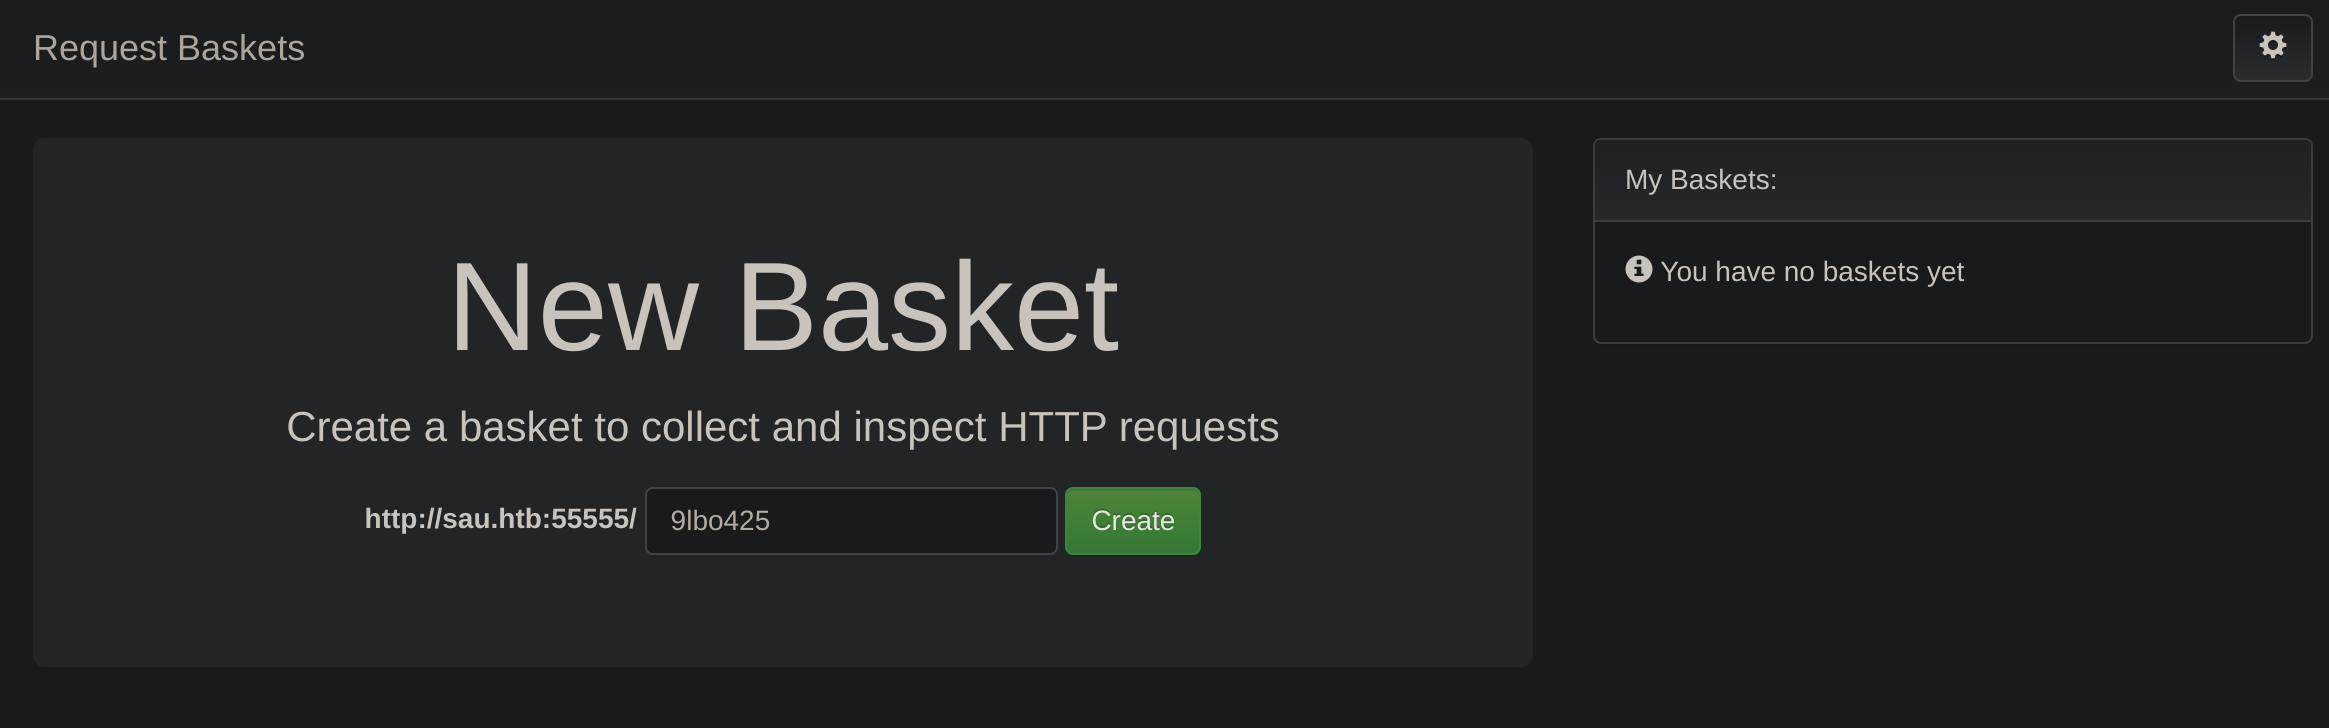 Request Baskets
New Basket
Create a basket to collect and inspect HTTP requests
http://sau.htb:55555/ 9lbo425 Create
My Baskets:
You have no baskets yet